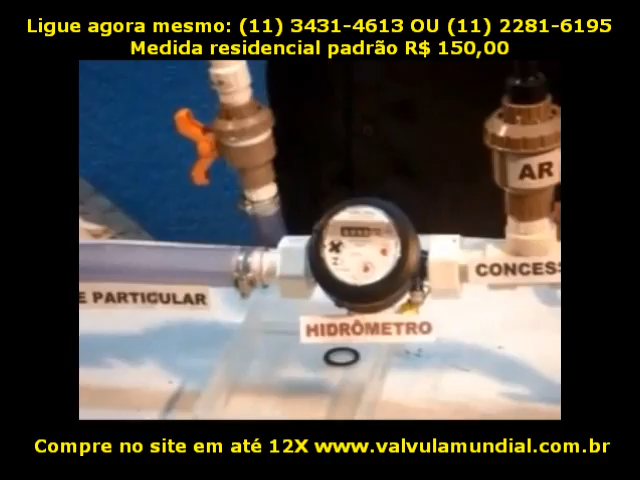 Ligue agora mesmo: (11) 3431-4613 OU (11) 2281-6195
Medida residencial padrão R$ 150,00
AR
CONCESS
E PARTICULAR
HIDRÔMETRO
Compre no site em até 12X www.valvulamundial.com.br